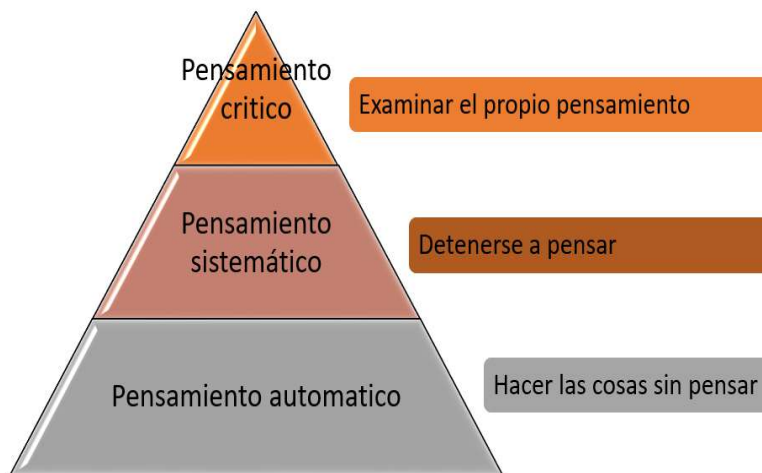 Pensamiento
critico
Examinar el propio pensamiento
Pensamiento
sistemático
Detenerse a pensar
Pensamiento automatico
Hacer las cosas sin pensar